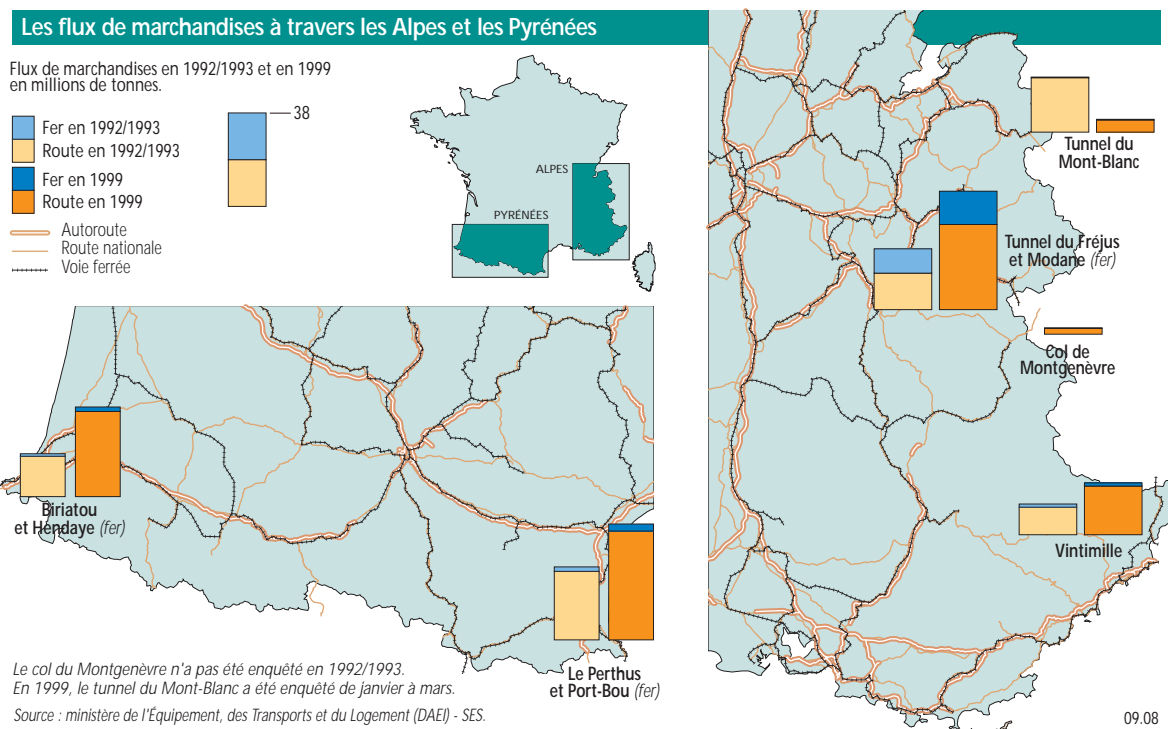 Les flux de marchandises à travers les Alpes et les Pyrénées
Flux de marchandises en 1992/1993 et en 1999
en millions de tonnes.
Fer en 1992/1993
Route en 1992/1993
Fer en 1999
Route en 1999
38
Autoroute
Route nationale
Voie ferrée
ALPES
PYRÉNÉES
Tunnel du
Mont-Blanc
Tunnel du Fréjus
et Modane (fer)
Col de
Montgenèvre
Vintimille
Biriatou
et Hendaye (fer)
Le Perthus
et Port-Bou (fer)
Le col du Montgenèvre n'a pas été enquêté en 1992/1993.
En 1999, le tunnel du Mont-Blanc a été enquêté de janvier à mars.
Source : ministère de l'Équipement, des Transports et du Logement (DAEI) - SES.
09.08